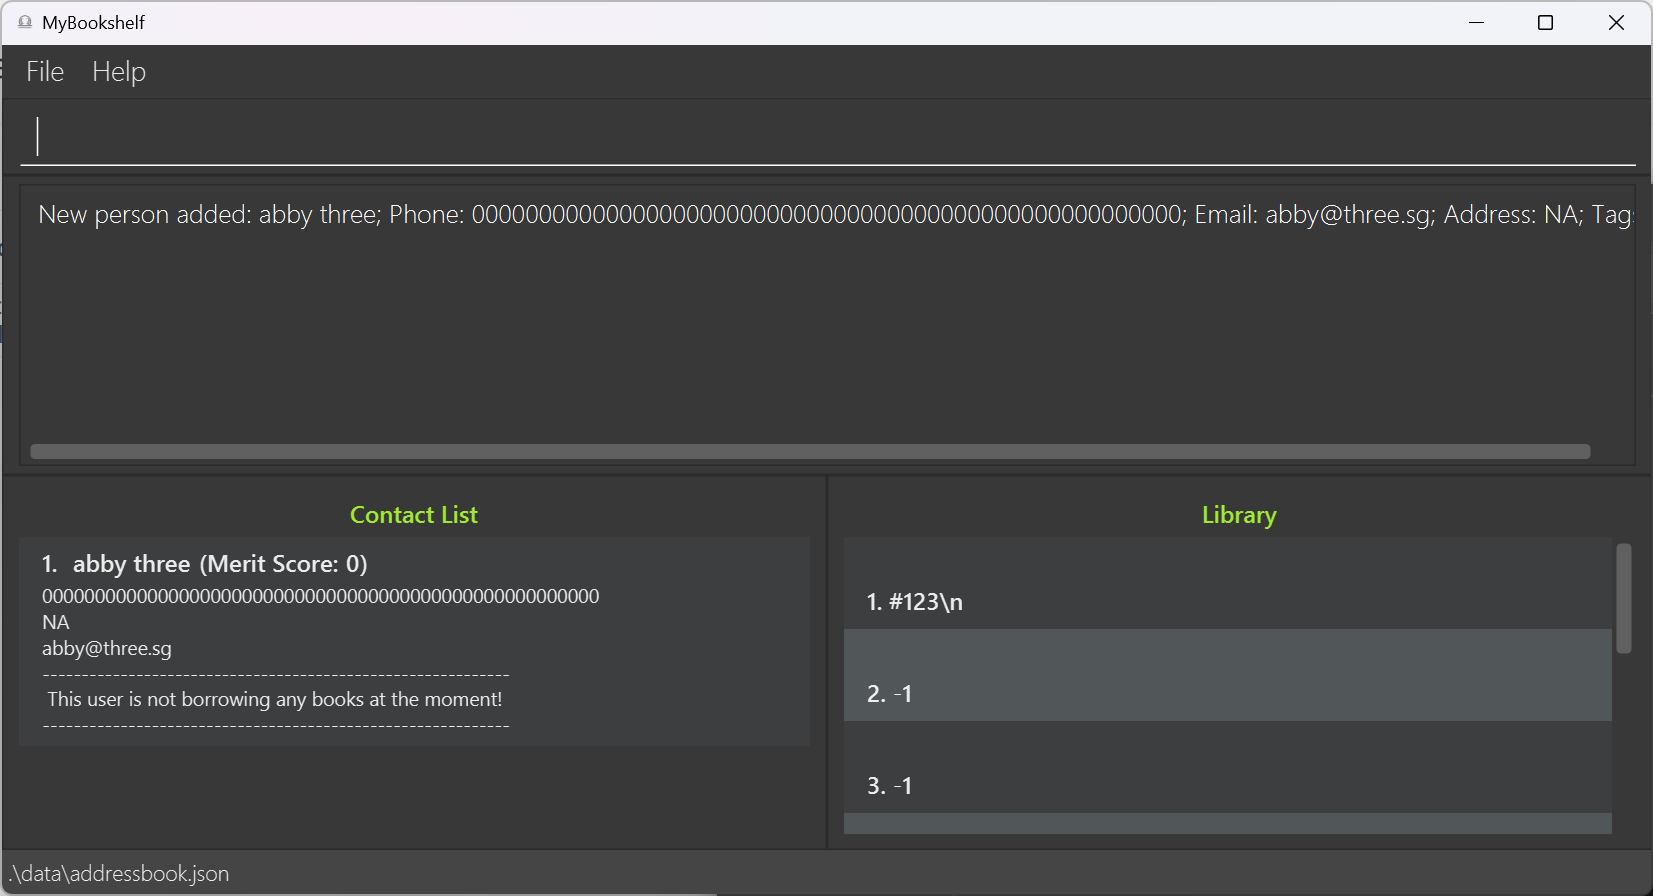 MyBookshelf
File Help
New person added: abby three; Phone: 00000000000000000000000000000000000000000000000000000; Email: abby@three.sg; Address: NA; Tag
Contact List
1. abby three (Merit Score: 0)
00000000000000000000000000000000000000000000000000000
NA
abby@three.sg
------------------------------------------------------------
This user is not borrowing any books at the moment!
------------------------------------------------------------
Library
1. #123\n
2. -1
3. -1
.\data\addressbook.json